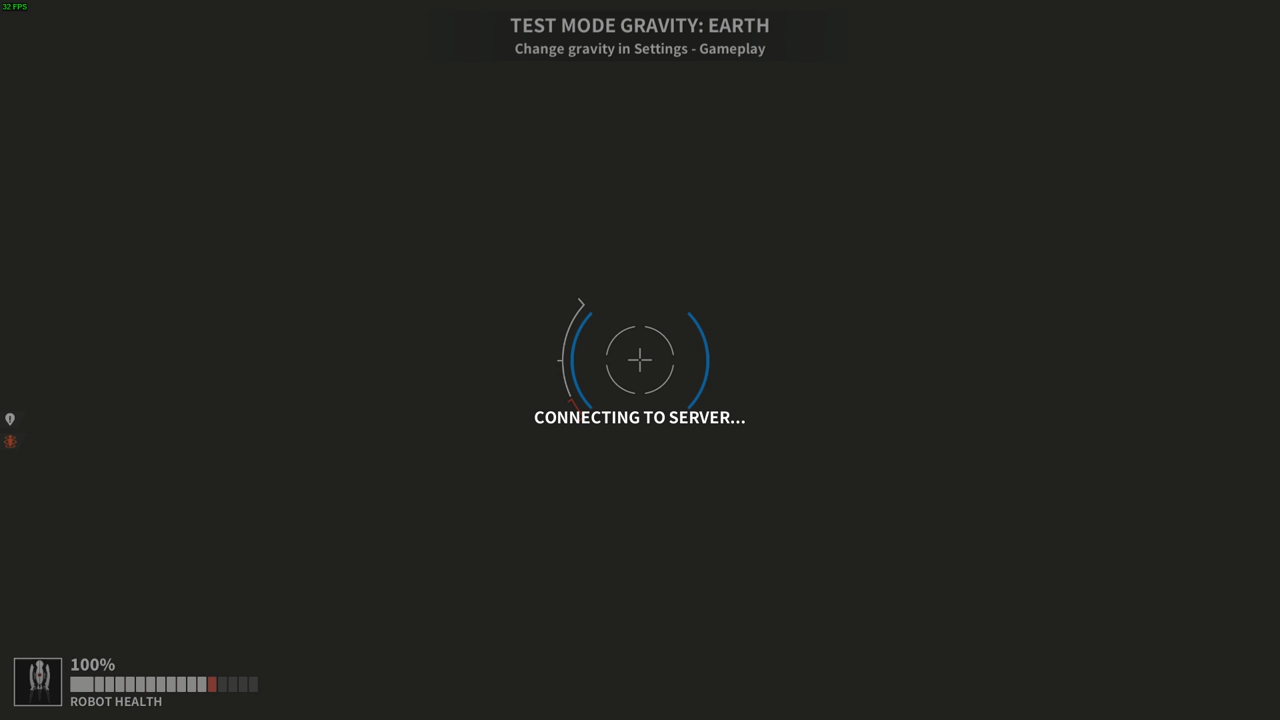 32 FPS
TEST MODE GRAVITY: EARTH
Change gravity in Settings - Gameplay
CONNECTING TO SERVER...
100%
ROBOT HEALTH